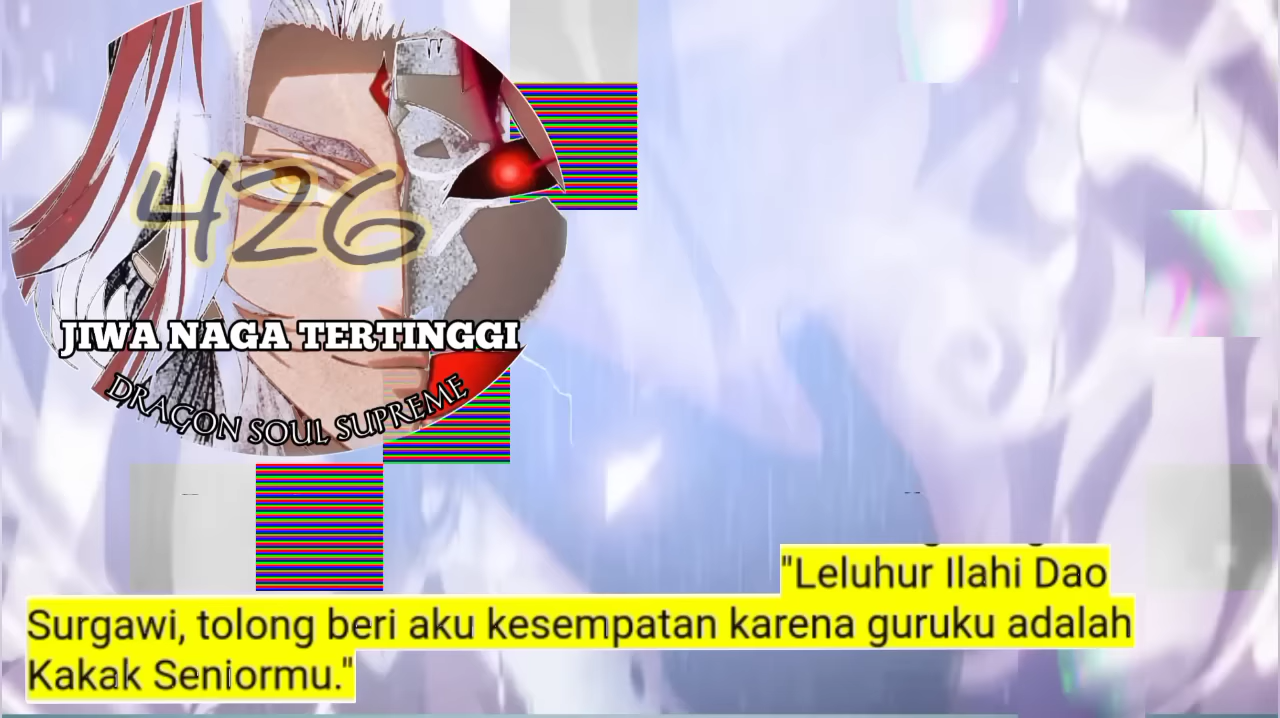 426
JIWA NAGA TERTINGGI
DRAGON SOUL SUPREME
"Leluhur Ilahi Dao
Surgawi, tolong beri aku kesempatan karena guruku adalah
Kakak Seniormu."